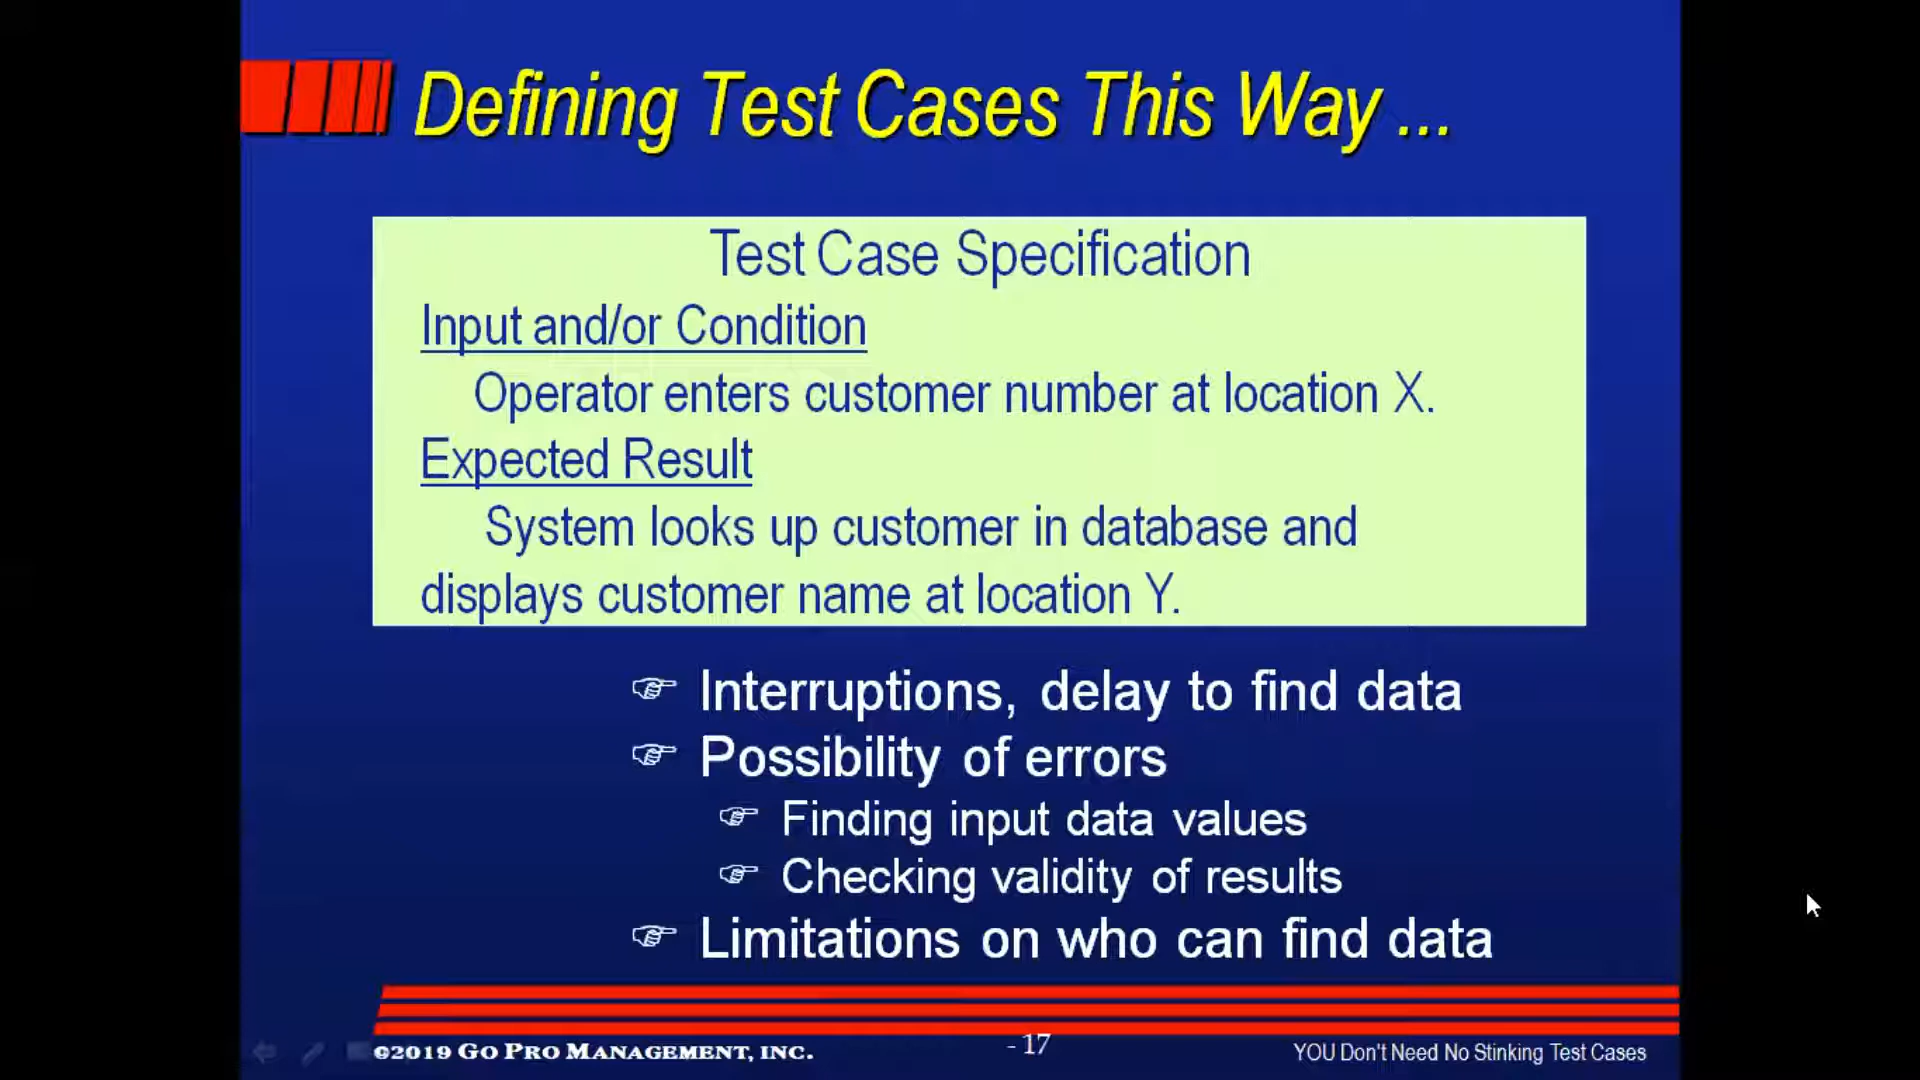 Defining Test Cases This Way ...
Test Case Specification
Input and/or Condition
Operator enters customer number at location X.
Expected Result
System looks up customer in database and
displays customer name at location Y.
Interruptions, delay to find data
Possibility of errors
Finding input data values
Checking validity of results
Limitations on who can find data
©2019 GO PRO MANAGEMENT, INC.
- 17
YOU Don't Need No Stinking Test Cases